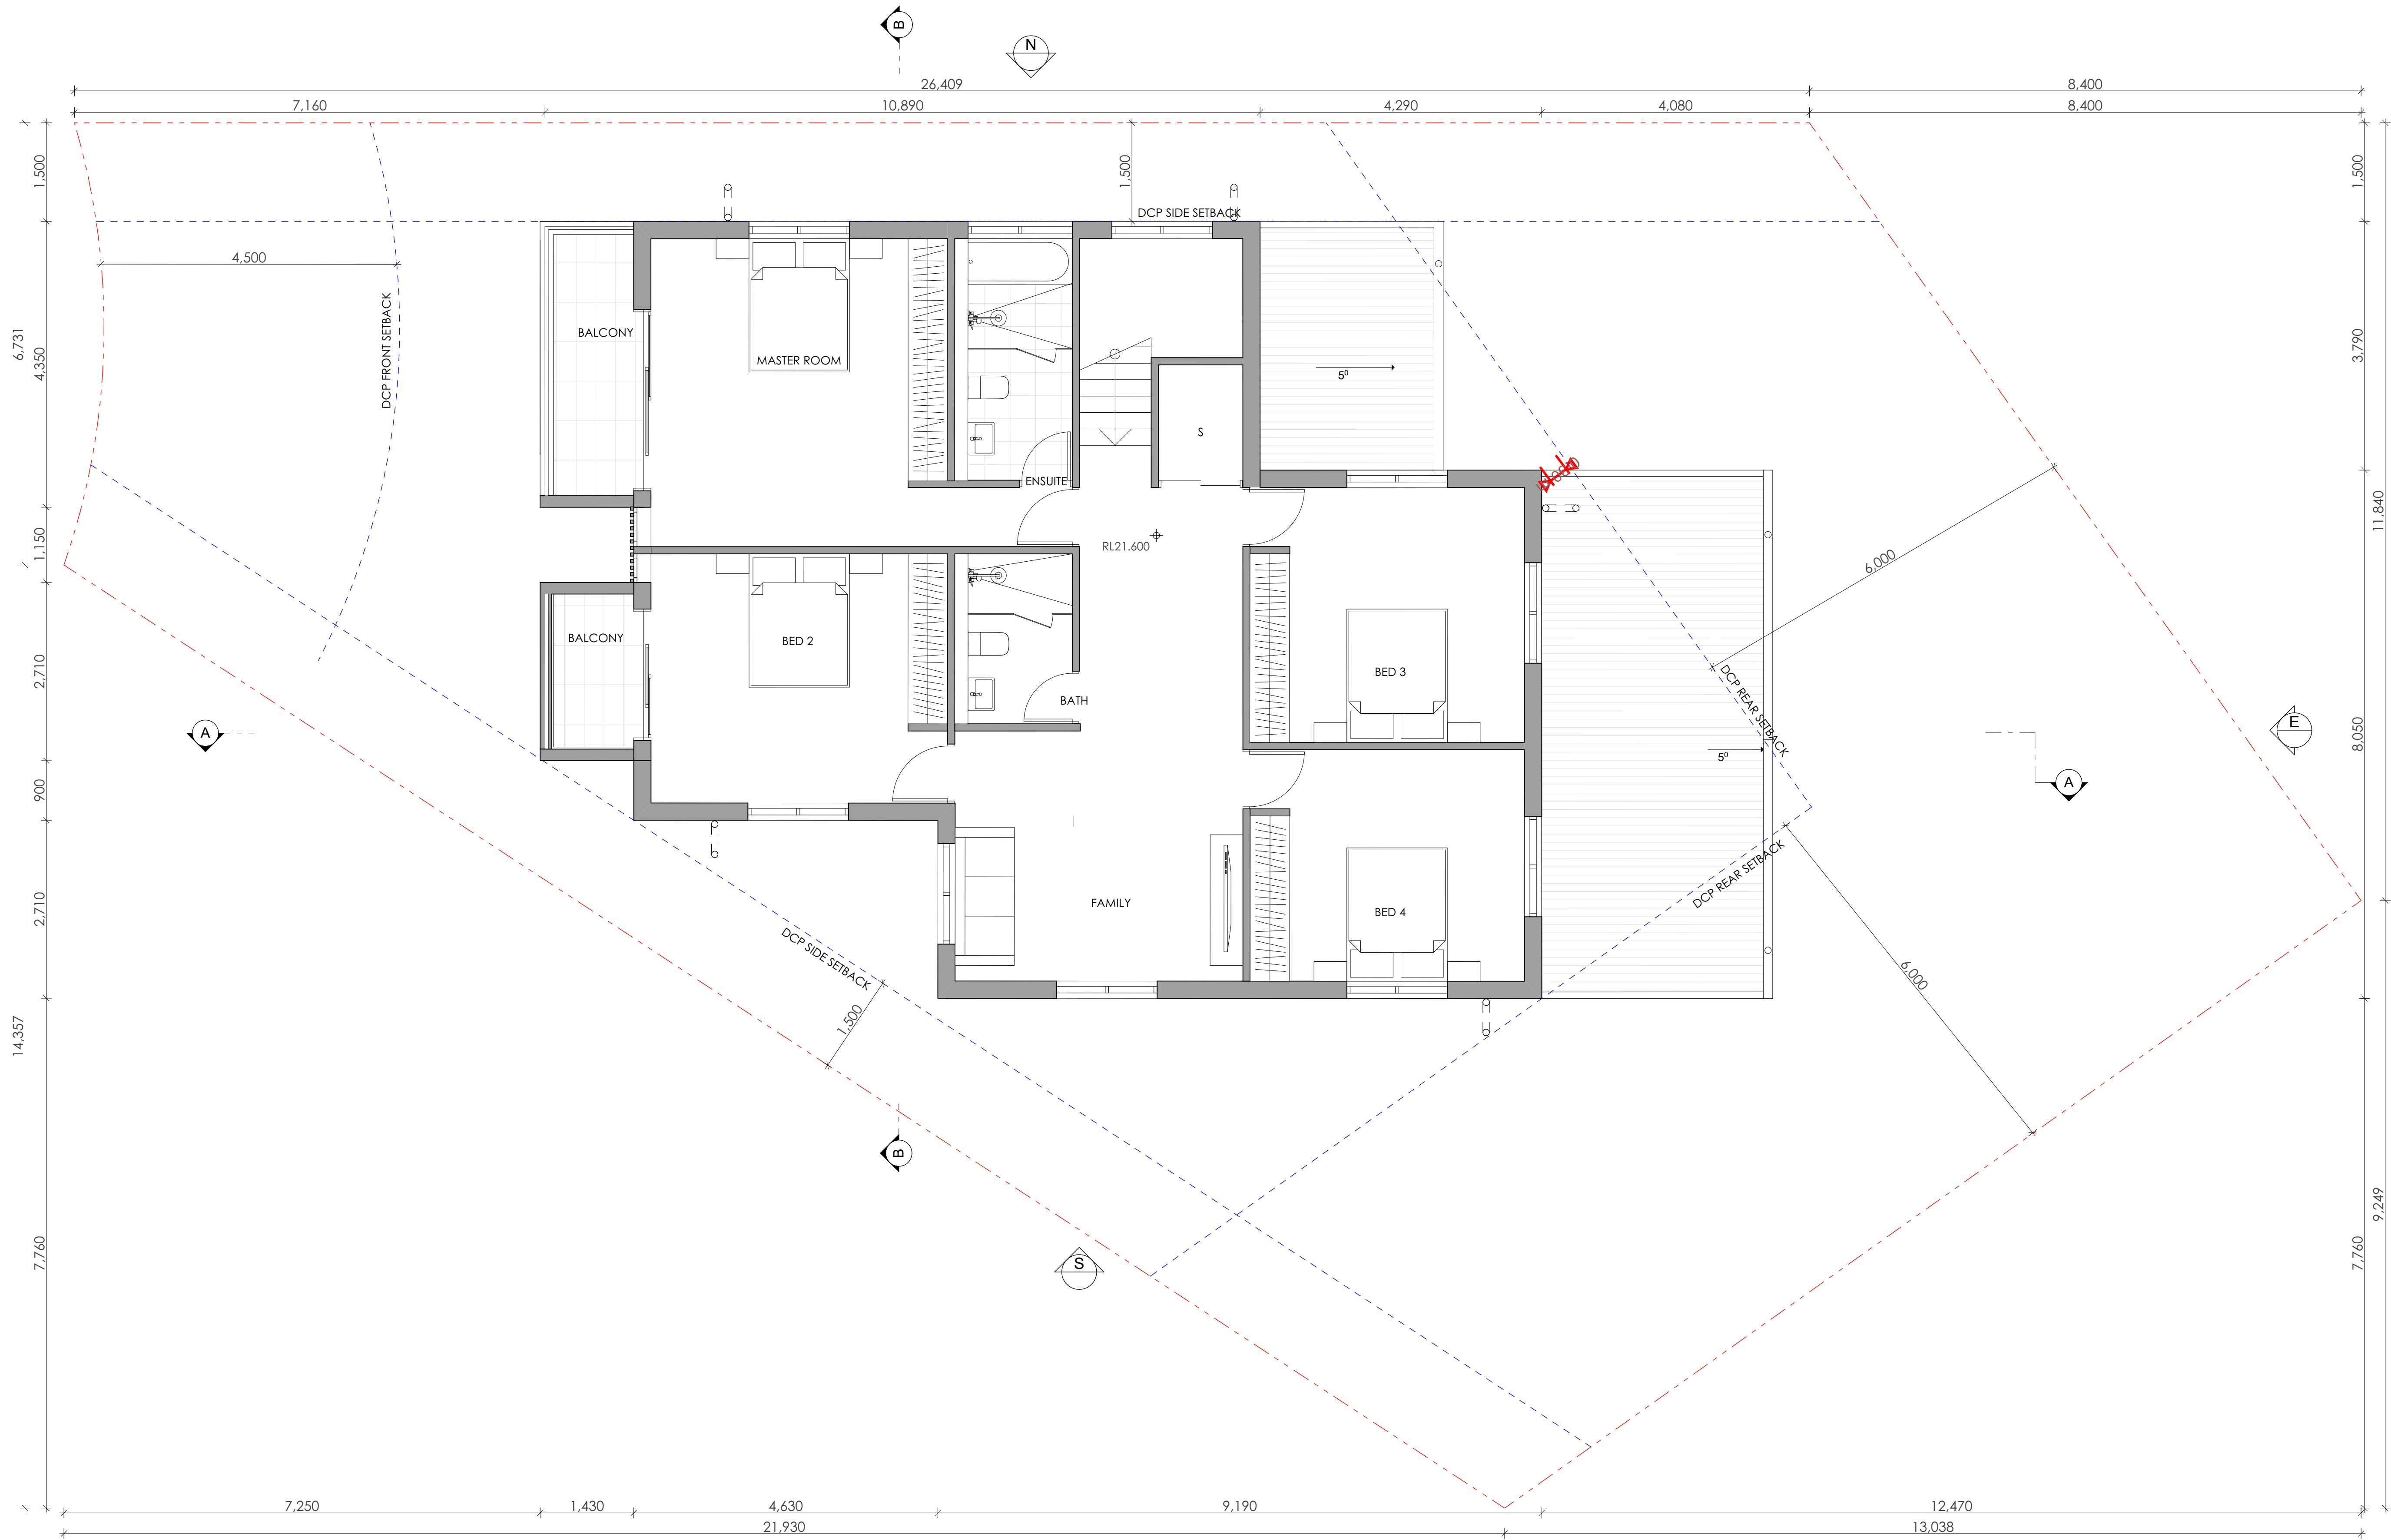 B
N
26,409
8,400
7,160
10,890
4,290
4,080
8,400
1,500
1,500
1,500
DCP SIDE SETBACK
4,500
DCP FRONT SETBACK
BALCONY
MASTER ROOM
6,731
4,350
3,790
5⁰
S
ENSUITE
11,840
1,150
RL21.600
6,000
BALCONY
BED 2
BED 3
2,710
BATH
DCP REAR SETBACK
A
E
8,050
5⁰
A
900
DCP REAR SETBACK
2,710
FAMILY
BED 4
DCP SIDE SETBACK
6,000
1,500
14,357
B
9,249
7,760
7,760
S
7,250
1,430
4,630
9,190
12,470
21,930
13,038